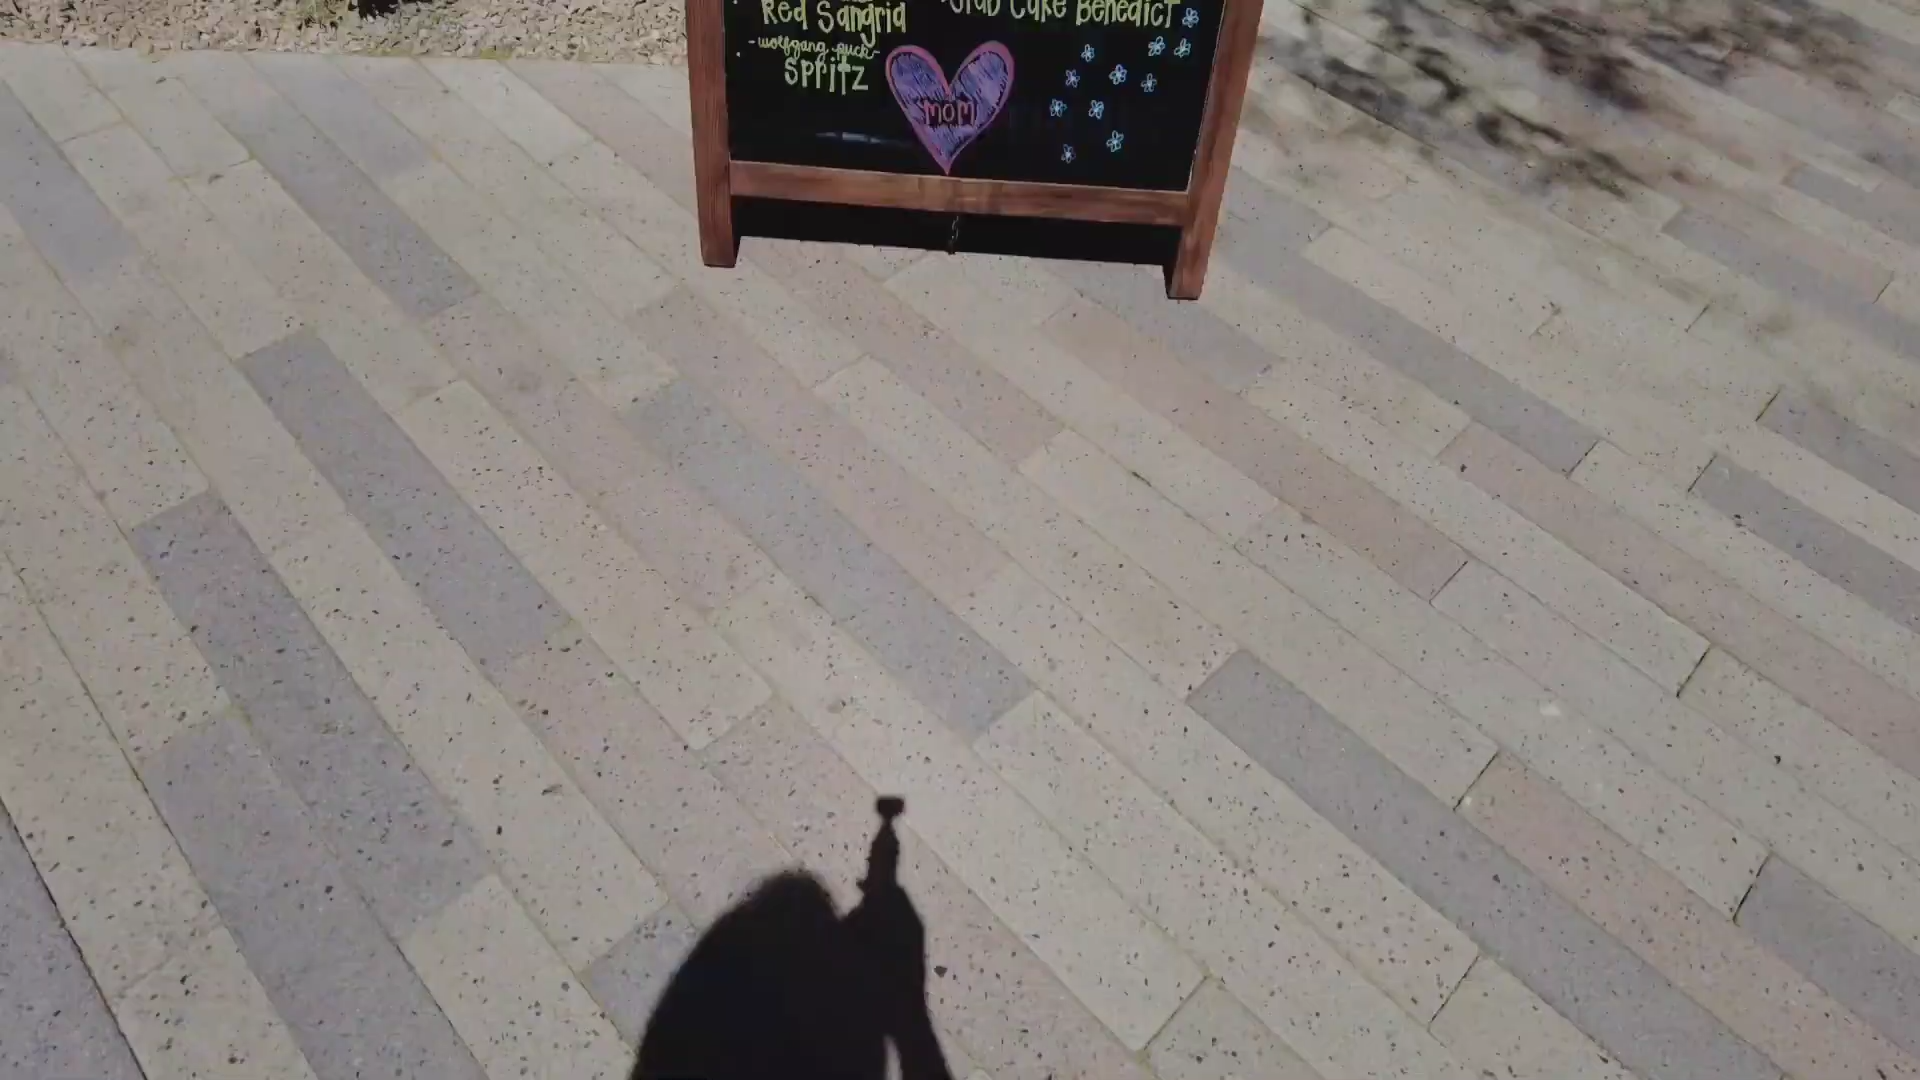 Red Sangria
Crab Cake Benedict
-wolfgang puck-
Spritz
MOM